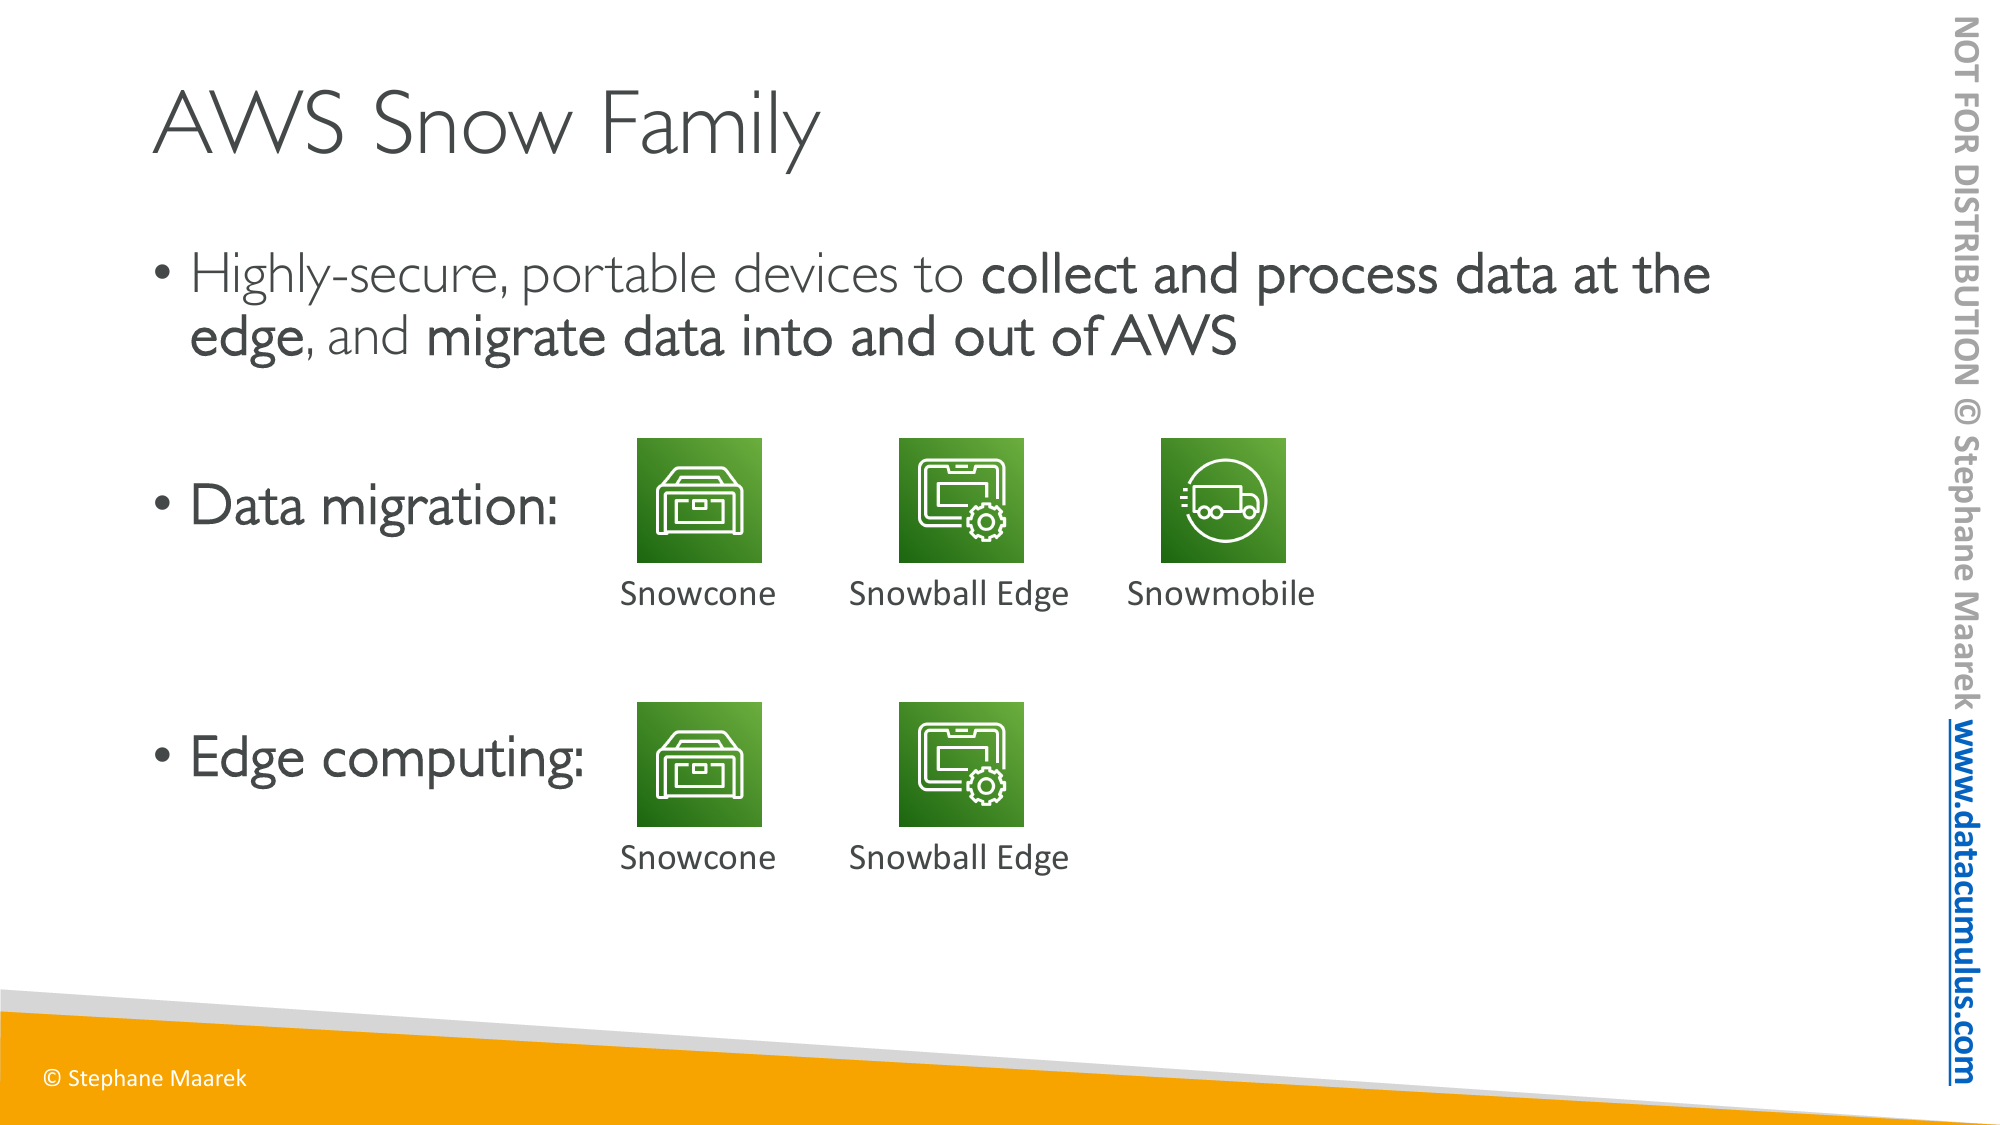 AWS Snow Family
• Highly-secure, portable devices to collect and process data at the
edge, and migrate data into and out of AWS
• Data migration:
Snowcone
Snowball Edge
Snowmobile
• Edge computing:
Snowcone
Snowball Edge
© Stephane Maarek
NOT FOR DISTRIBUTION © Stephane Maarek www.datacumulus.com